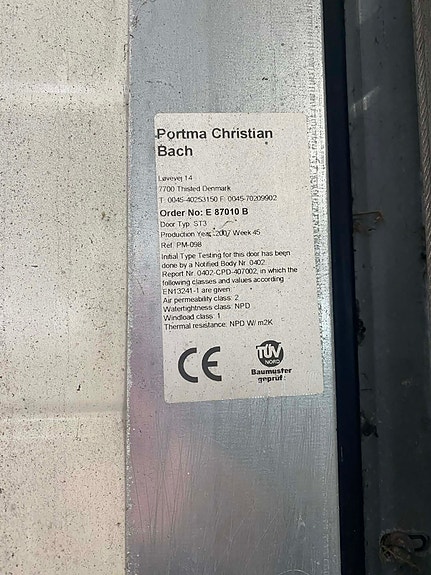 Portma Christian
Bach
Løvevej 14
7700 Thisted Denmark
T: 0045-40253150 F: 0045-70209902
Order No: E 87010 B
Door Typ: ST3
Production Year: 2007 Week 45
Ref: PM-098
Initial Type Testing for this door has been
done by a Notified Body Nr. 0402
Report Nr. 0402-CPD-407002, in which the
following classes and values according
EN13241-1 are given:
Air permeability class: 2
Watertightness class: NPD
Windload class: 1
Thermal resistance: NPD W/ m2K
CE
TÜV
NORD
Baumuster
geprüft